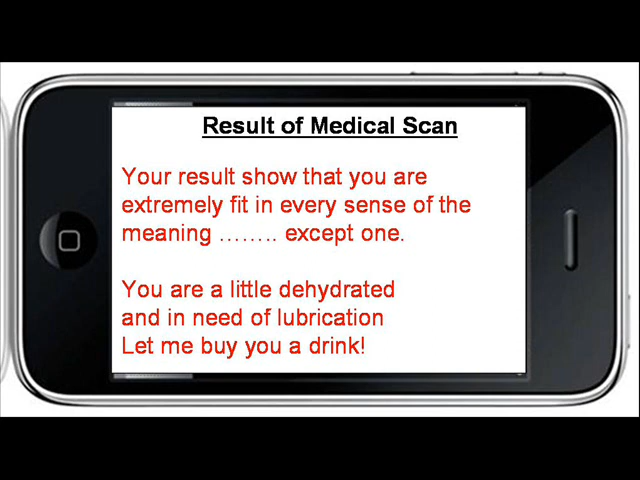 Result of Medical Scan
Your result show that you are
extremely fit in every sense of the
meaning …….. except one.
You are a little dehydrated
and in need of lubrication
Let me buy you a drink!